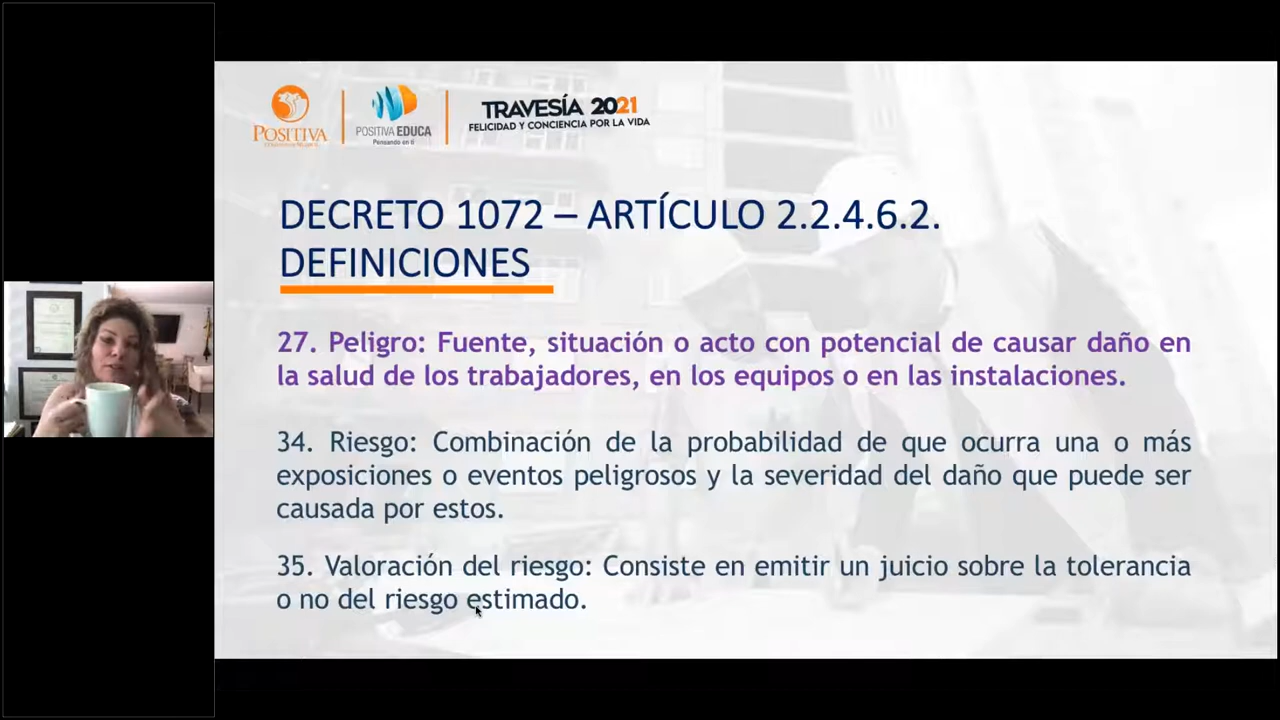 POSITIVA
POSITIVA EDUCA
Pensando en ti
TRAVESÍA 2021
FELICIDAD Y CONCIENCIA POR LA VIDA
DECRETO 1072 – ARTÍCULO 2.2.4.6.2.
DEFINICIONES
27. Peligro: Fuente, situación o acto con potencial de causar daño en
la salud de los trabajadores, en los equipos o en las instalaciones.
34. Riesgo: Combinación de la probabilidad de que ocurra una o más
exposiciones o eventos peligrosos y la severidad del daño que puede ser
causada por estos.
35. Valoración del riesgo: Consiste en emitir un juicio sobre la tolerancia
o no del riesgo estimado.